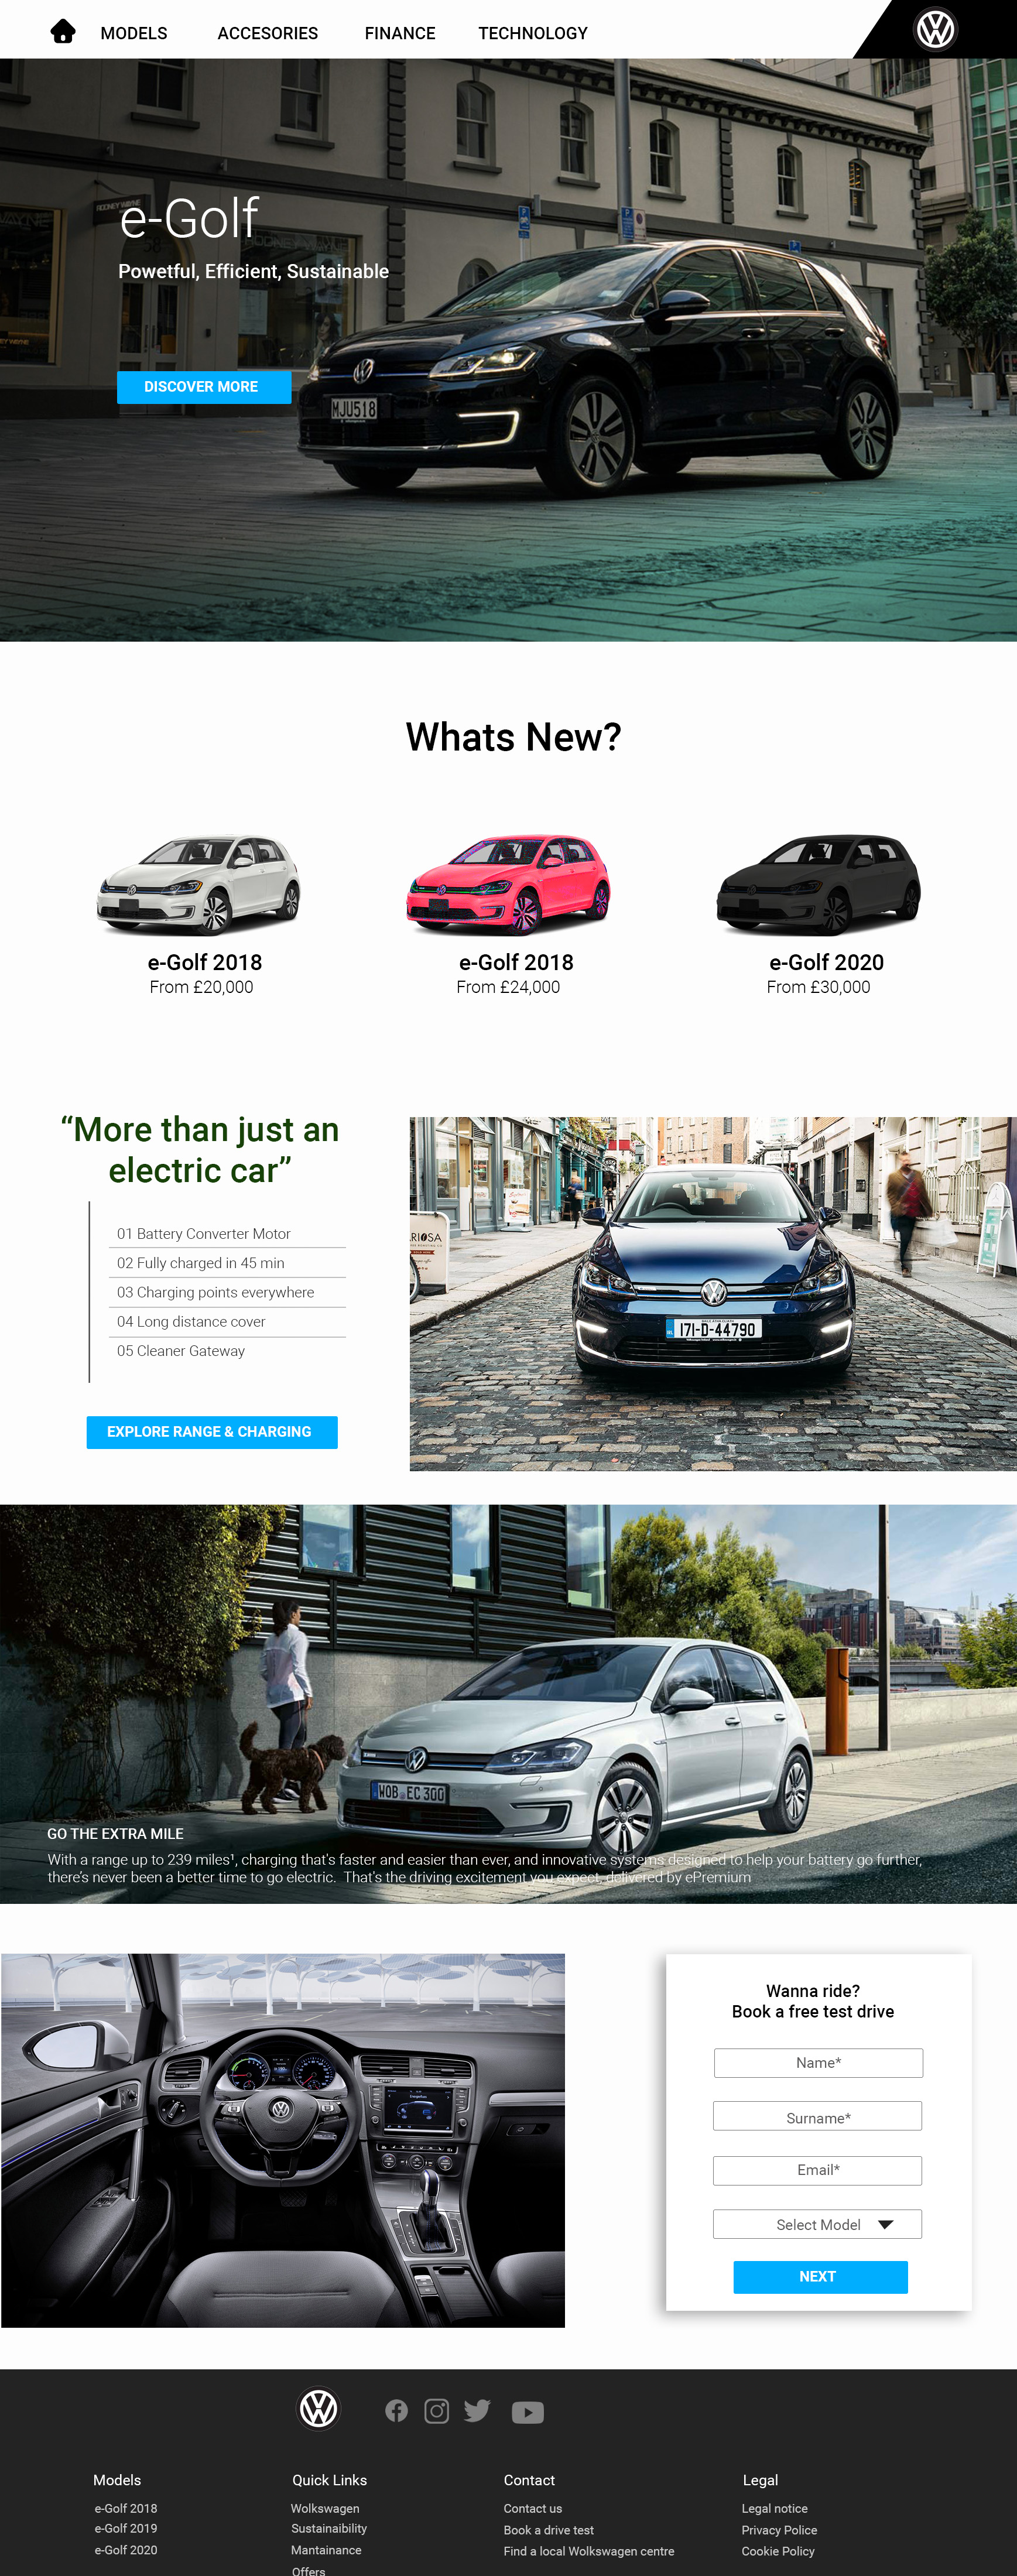 MODELS
ACCESORIES
FINANCE
TECHNOLOGY
e-Golf
Powetful, Efficient, Sustainable
DISCOVER MORE
MJU518
Whats New?
e-Golf 2018
From £20,000
e-Golf 2018
From £24,000
e-Golf 2020
From £30,000
“More than just an
electric car”
01 Battery Converter Motor
02 Fully charged in 45 min
03 Charging points everywhere
04 Long distance cover
05 Cleaner Gateway
EXPLORE RANGE & CHARGING
171-D-44790
WOB EC 300
GO THE EXTRA MILE
With a range up to 239 miles¹, charging that's faster and easier than ever, and innovative systems designed to help your battery go further,
there's never been a better time to go electric. That's the driving excitement you expect, delivered by ePremium
Wanna ride?
Book a free test drive
Name*
Surname*
Email*
Select Model
NEXT
Models
e-Golf 2018
e-Golf 2019
e-Golf 2020
Quick Links
Wolkswagen
Sustainaibility
Mantainance
Offers
Contact
Contact us
Book a drive test
Find a local Wolkswagen centre
Legal
Legal notice
Privacy Police
Cookie Policy